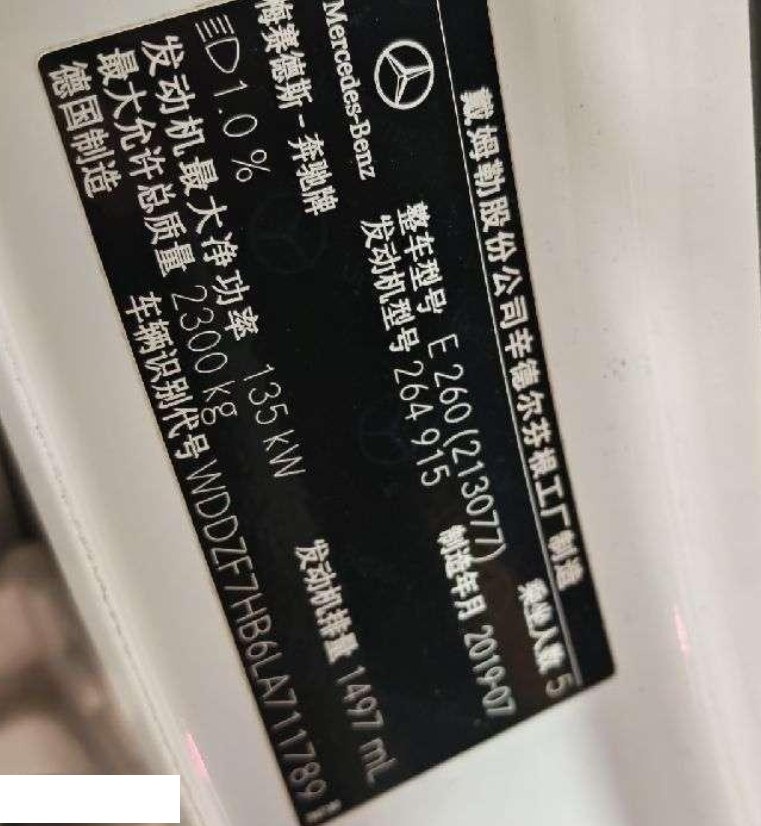 戴姆勒股份公司辛德尔芬根工厂制造
Mercedes-Benz
梅赛德斯－奔驰牌
整车型号 E 260(213077) 乘坐人数 5
发动机型号 264 915 制造年月 2019-07
1.0 %
发动机最大净功率 135 kW 发动机排量 1497 mL
最大允许总质量 2300 kg
德国制造 车辆识别代号 WDDZF7HB6LA711789